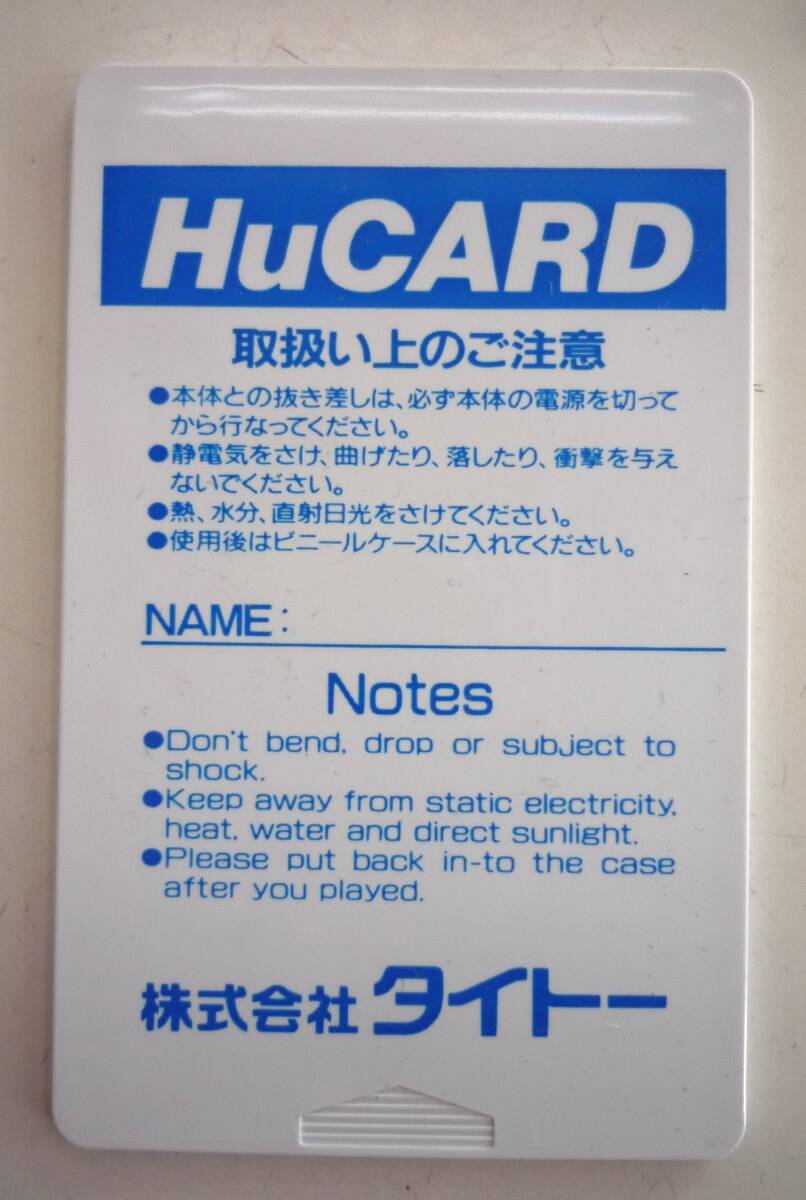 HuCARD
取扱い上のご注意
●本体との抜き差しは、必ず本体の電源を切って
から行なってください。
●静電気をさけ、曲げたり、落したり、衝撃を与え
ないでください。
●熱、水分、直射日光をさけてください。
●使用後はビニールケースに入れてください。
NAME:
Notes
●Don't bend, drop or subject to
shock.
●Keep away from static electricity,
heat, water and direct sunlight.
●Please put back in-to the case
after you played.
株式会社 タイトー